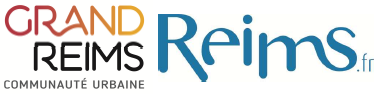 GRAND
REIMS
COMMUNAUTÉ URBAINE
Reims.fr